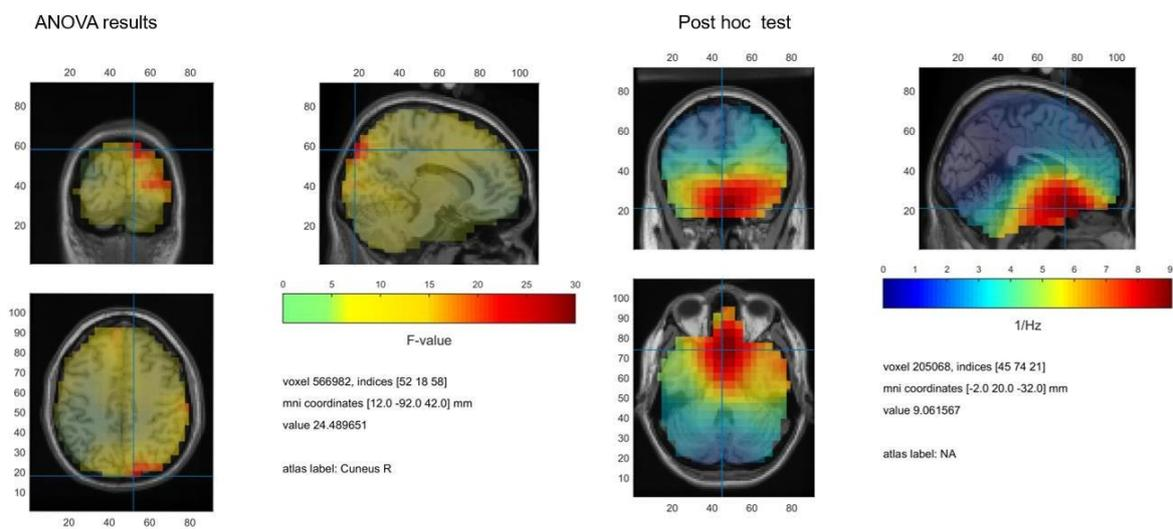 ANOVA results
Post hoc test
20 40 60 80
20 40 60 80 100
20 40 60 80
20 40 60 80 100
80
60
40
20
80
60
40
20
80
60
40
20
80
60
40
20
100
90
80
70
60
50
40
30
20
10
20 40 60 80
0 5 10 15 20 25 30
F-value
voxel 566982, indices [52 18 58]
mni coordinates [12.0 -92.0 42.0] mm
value 24.489651
atlas label: Cuneus R
100
90
80
70
60
50
40
30
20
10
20 40 60 80
0 1 2 3 4 5 6 7 8 9
1/Hz
voxel 205068, indices [45 74 21]
mni coordinates [-2.0 20.0 -32.0] mm
value 9.061567
atlas label: NA